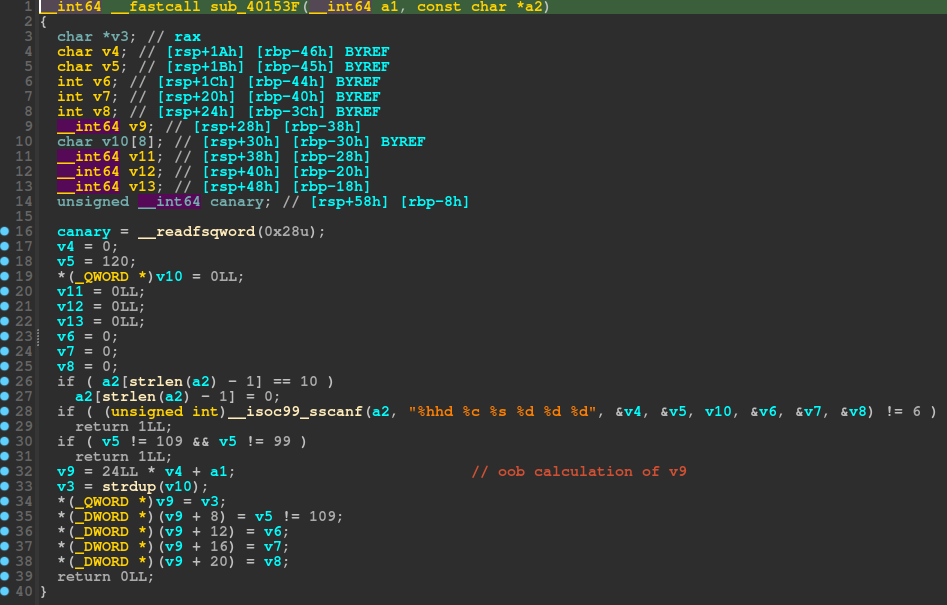 1 __int64 __fastcall sub_40153F(__int64 a1, const char *a2)
2 {
3 char *v3; // rax
4 char v4; // [rsp+1Ah] [rbp-46h] BYREF
5 char v5; // [rsp+1Bh] [rbp-45h] BYREF
6 int v6; // [rsp+1Ch] [rbp-44h] BYREF
7 int v7; // [rsp+20h] [rbp-40h] BYREF
8 int v8; // [rsp+24h] [rbp-3Ch] BYREF
9 __int64 v9; // [rsp+28h] [rbp-38h]
10 char v10[8]; // [rsp+30h] [rbp-30h] BYREF
11 __int64 v11; // [rsp+38h] [rbp-28h]
12 __int64 v12; // [rsp+40h] [rbp-20h]
13 __int64 v13; // [rsp+48h] [rbp-18h]
14 unsigned __int64 canary; // [rsp+58h] [rbp-8h]
15
16 canary = __readfsqword(0x28u);
17 v4 = 0;
18 v5 = 120;
19 *(_QWORD *)v10 = 0LL;
20 v11 = 0LL;
21 v12 = 0LL;
22 v13 = 0LL;
23 v6 = 0;
24 v7 = 0;
25 v8 = 0;
26 if ( a2[strlen(a2) - 1] == 10 )
27 a2[strlen(a2) - 1] = 0;
28 if ( (unsigned int)__isoc99_sscanf(a2, "%hhd %c %s %d %d %d", &v4, &v5, v10, &v6, &v7, &v8) != 6 )
29 return 1LL;
30 if ( v5 != 109 && v5 != 99 )
31 return 1LL;
32 v9 = 24LL * v4 + a1; // oob calculation of v9
33 v3 = strdup(v10);
34 *(_QWORD *)v9 = v3;
35 *(_DWORD *)(v9 + 8) = v5 != 109;
36 *(_DWORD *)(v9 + 12) = v6;
37 *(_DWORD *)(v9 + 16) = v7;
38 *(_DWORD *)(v9 + 20) = v8;
39 return 0LL;
40 }